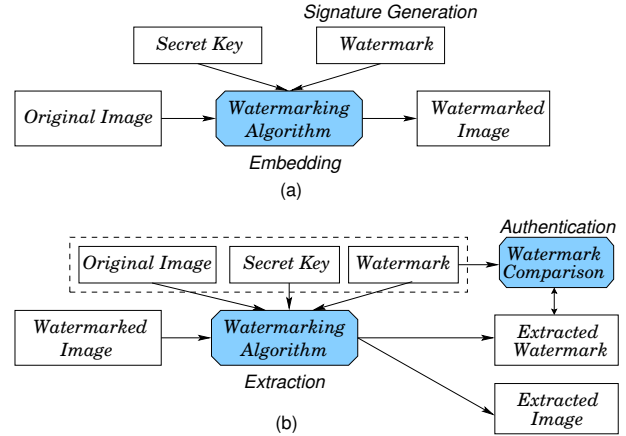 Signature Generation
Secret Key
Watermark
Original Image
Watermarking
Algorithm
Watermarked
Image
Embedding
(a)
Authentication
Original Image
Secret Key
Watermark
Watermark
Comparison
Watermarked
Image
Watermarking
Algorithm
Extracted
Watermark
Extraction
Extracted
Image
(b)